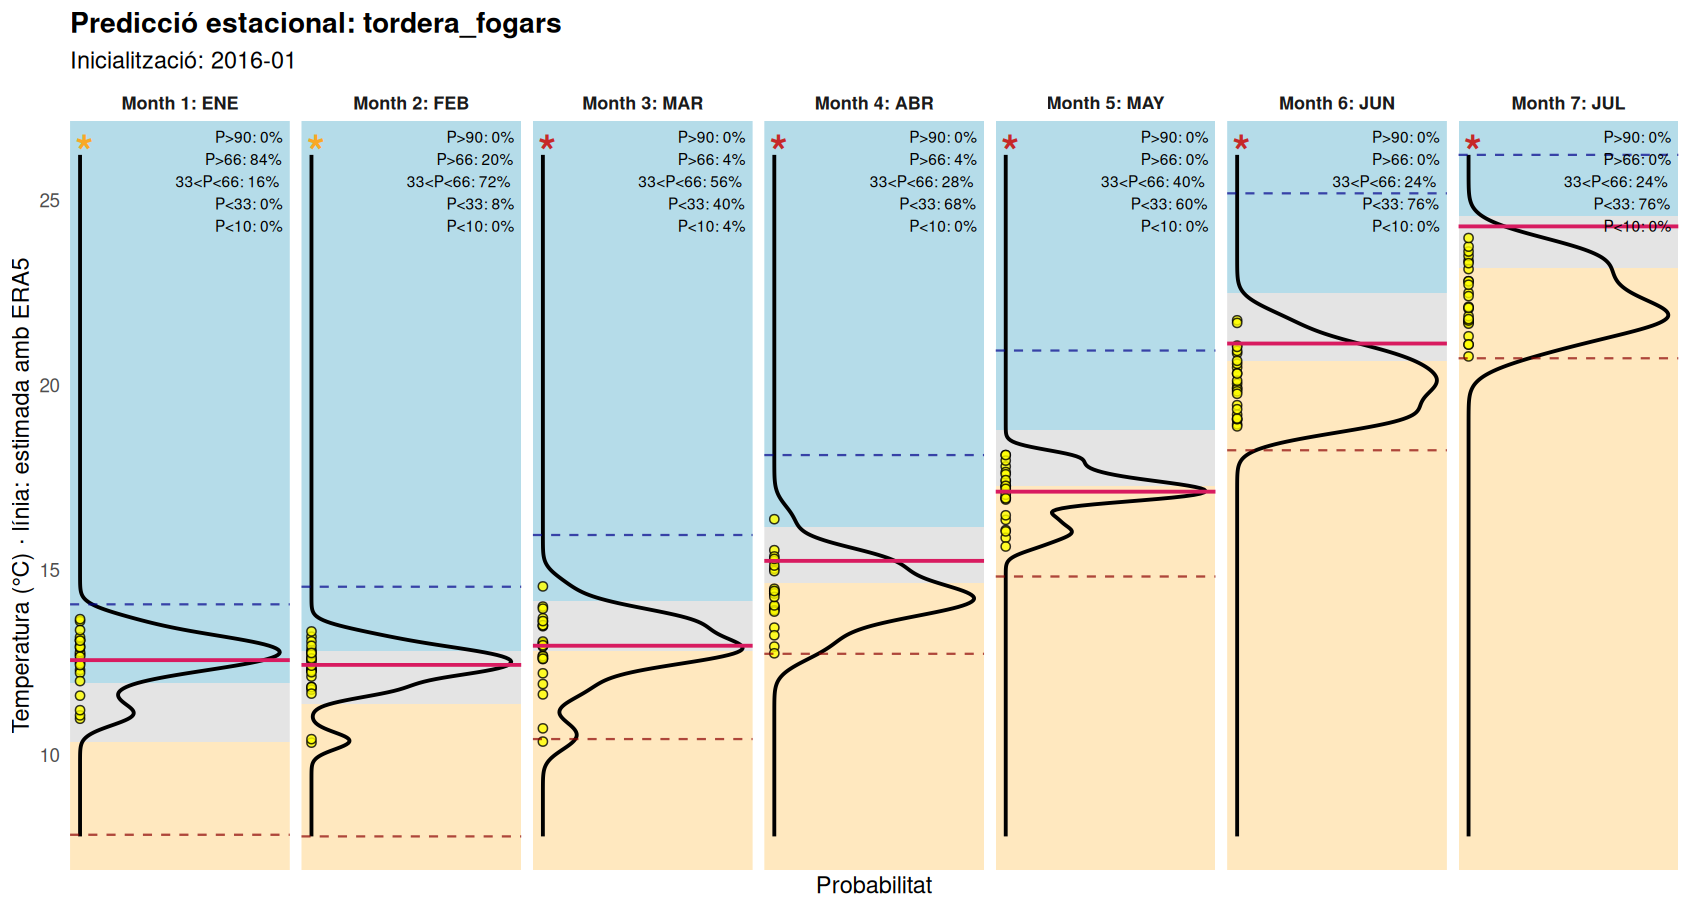 Predicció estacional: tordera_fogars
Inicialització: 2016-01
Month 1: ENE
P>90: 0%
P>66: 84%
33<P<66: 16%
P<33: 0%
P<10: 0%
Month 2: FEB
P>90: 0%
P>66: 20%
33<P<66: 72%
P<33: 8%
P<10: 0%
Month 3: MAR
P>90: 0%
P>66: 4%
33<P<66: 56%
P<33: 40%
P<10: 4%
Month 4: ABR
P>90: 0%
P>66: 4%
33<P<66: 28%
P<33: 68%
P<10: 0%
Month 5: MAY
P>90: 0%
P>66: 0%
33<P<66: 40%
P<33: 60%
P<10: 0%
Month 6: JUN
P>90: 0%
P>66: 0%
33<P<66: 24%
P<33: 76%
P<10: 0%
Month 7: JUL
P>90: 0%
P>66: 0%
33<P<66: 24%
P<33: 76%
P<10: 0%
Temperatura (°C) · línia: estimada amb ERA5
25
20
15
10
Probabilitat